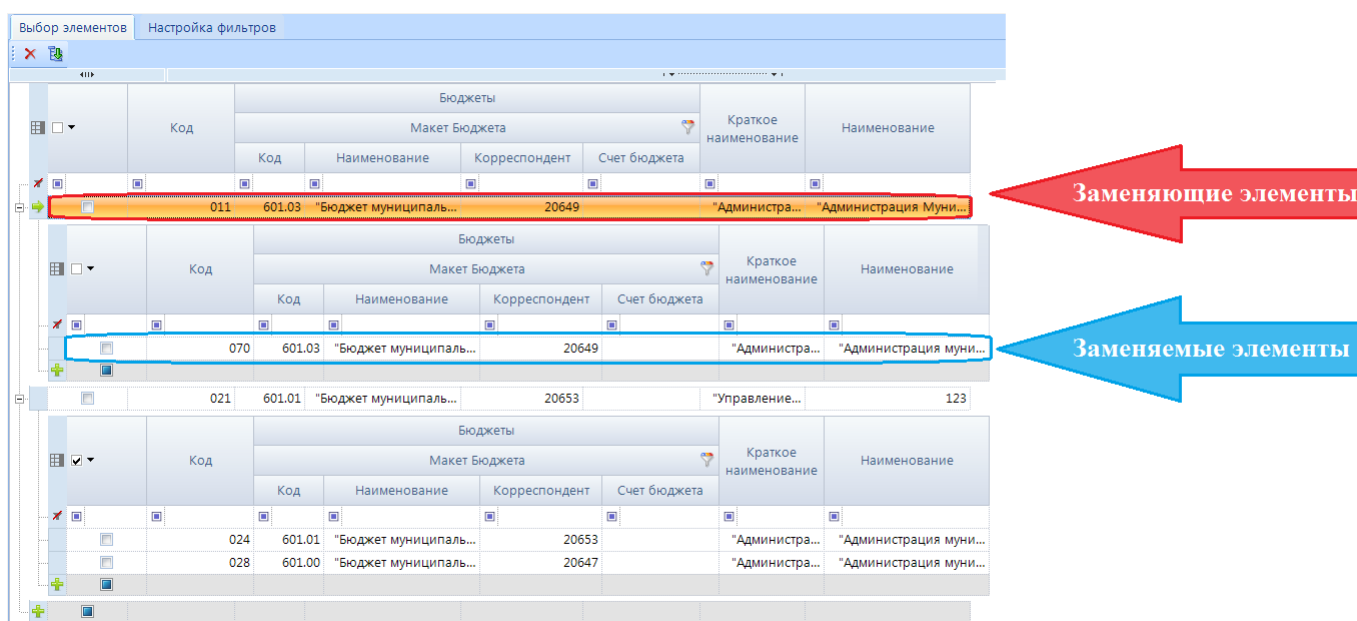 Выбор элементов Настройка фильтров
Бюджеты
Код Макет Бюджета Краткое наименование Наименование
Код Наименование Корреспондент Счет бюджета
011 601.03 "Бюджет муниципаль... 20649 "Администра... "Администрация Муни...
Заменяющие элементы
Бюджеты
Код Макет Бюджета Краткое наименование Наименование
Код Наименование Корреспондент Счет бюджета
070 601.03 "Бюджет муниципаль... 20649 "Администра... "Администрация муни...
Заменяемые элементы
021 601.01 "Бюджет муниципаль... 20653 "Управление... 123
Бюджеты
Код Макет Бюджета Краткое наименование Наименование
Код Наименование Корреспондент Счет бюджета
024 601.01 "Бюджет муниципаль... 20653 "Администра... "Администрация муни...
028 601.00 "Бюджет муниципаль... 20647 "Администра... "Администрация муни...